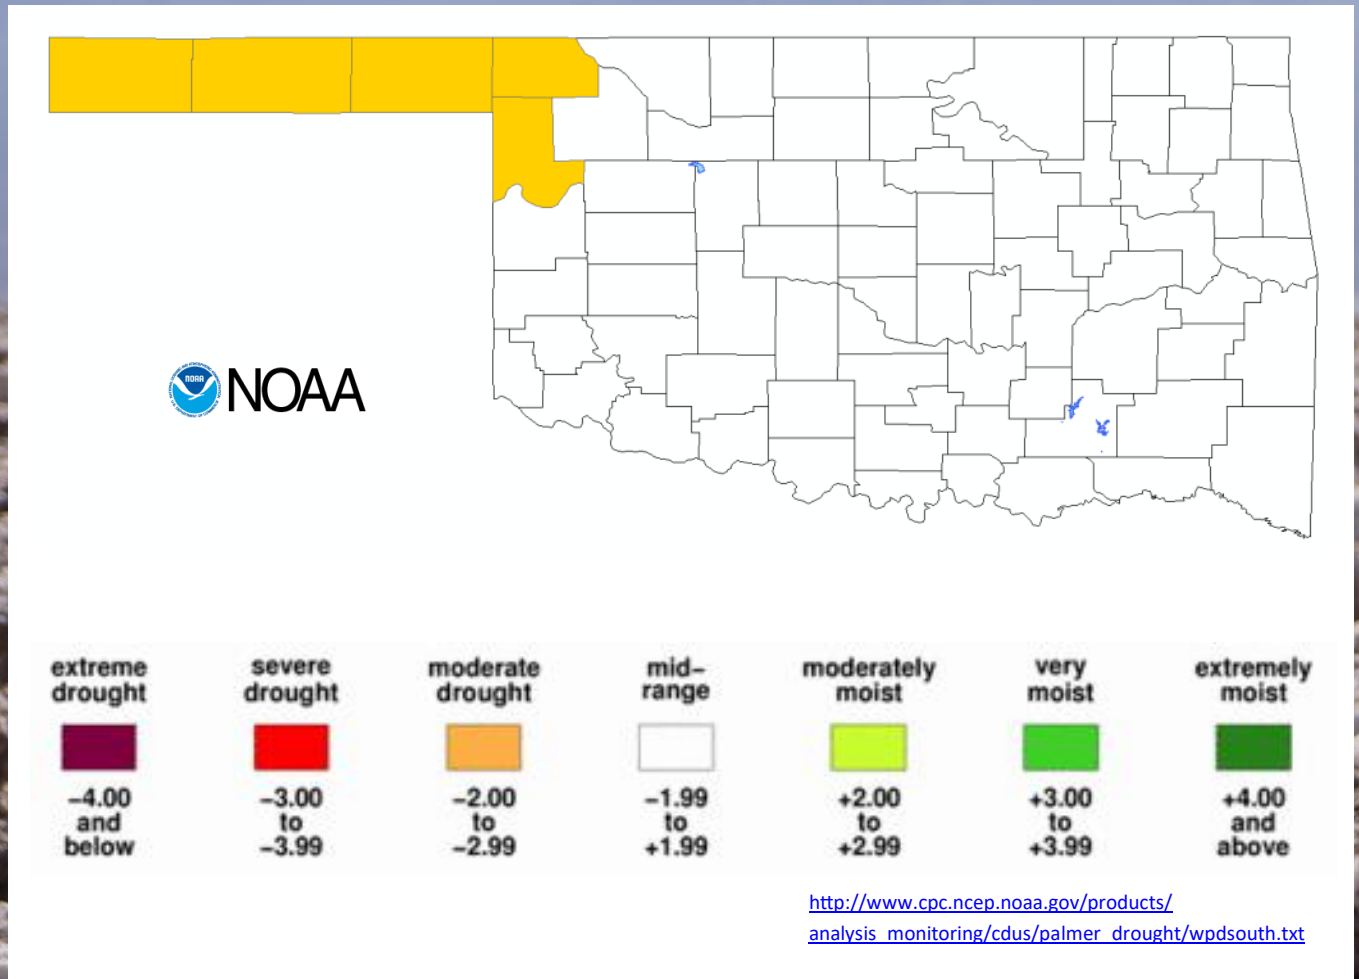 NOAA
NOAA
extreme drought
severe drought
moderate drought
mid-range
moderately moist
very moist
extremely moist
−4.00 and below
−3.00 to −3.99
−2.00 to −2.99
−1.99 to +1.99
+2.00 to +2.99
+3.00 to +3.99
+4.00 and above
http://www.cpc.ncep.noaa.gov/products/
analysis_monitoring/cdus/palmer_drought/wpdsouth.txt